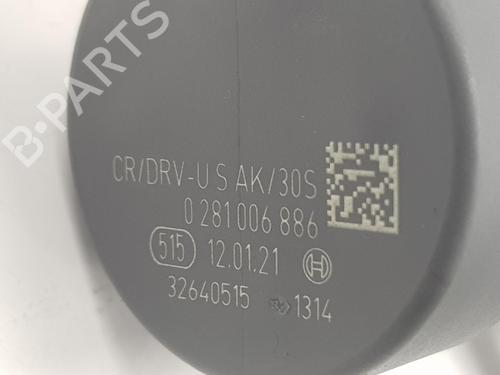 B-PARTS
CR/DRV-U S AK/30S
0 281 006 886
515 12.01.21
32640515 1314